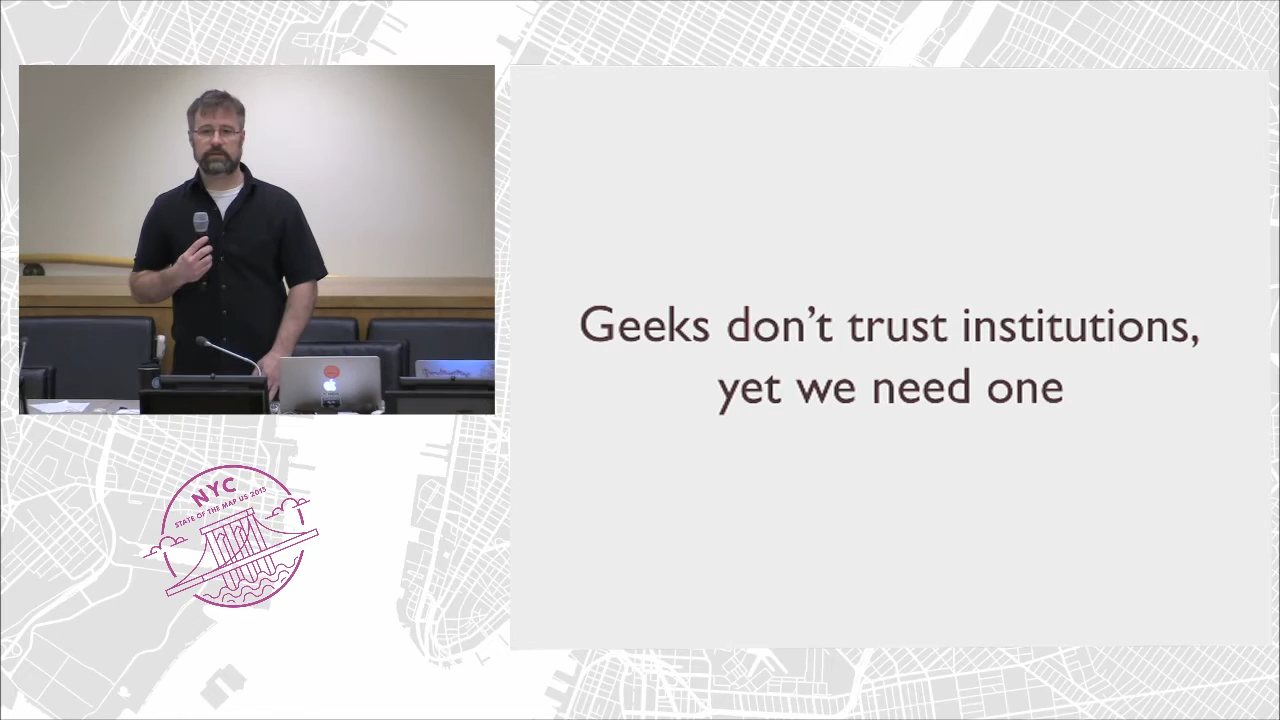 Geeks don't trust institutions,
yet we need one
NYC
STATE OF THE MAP US 2015